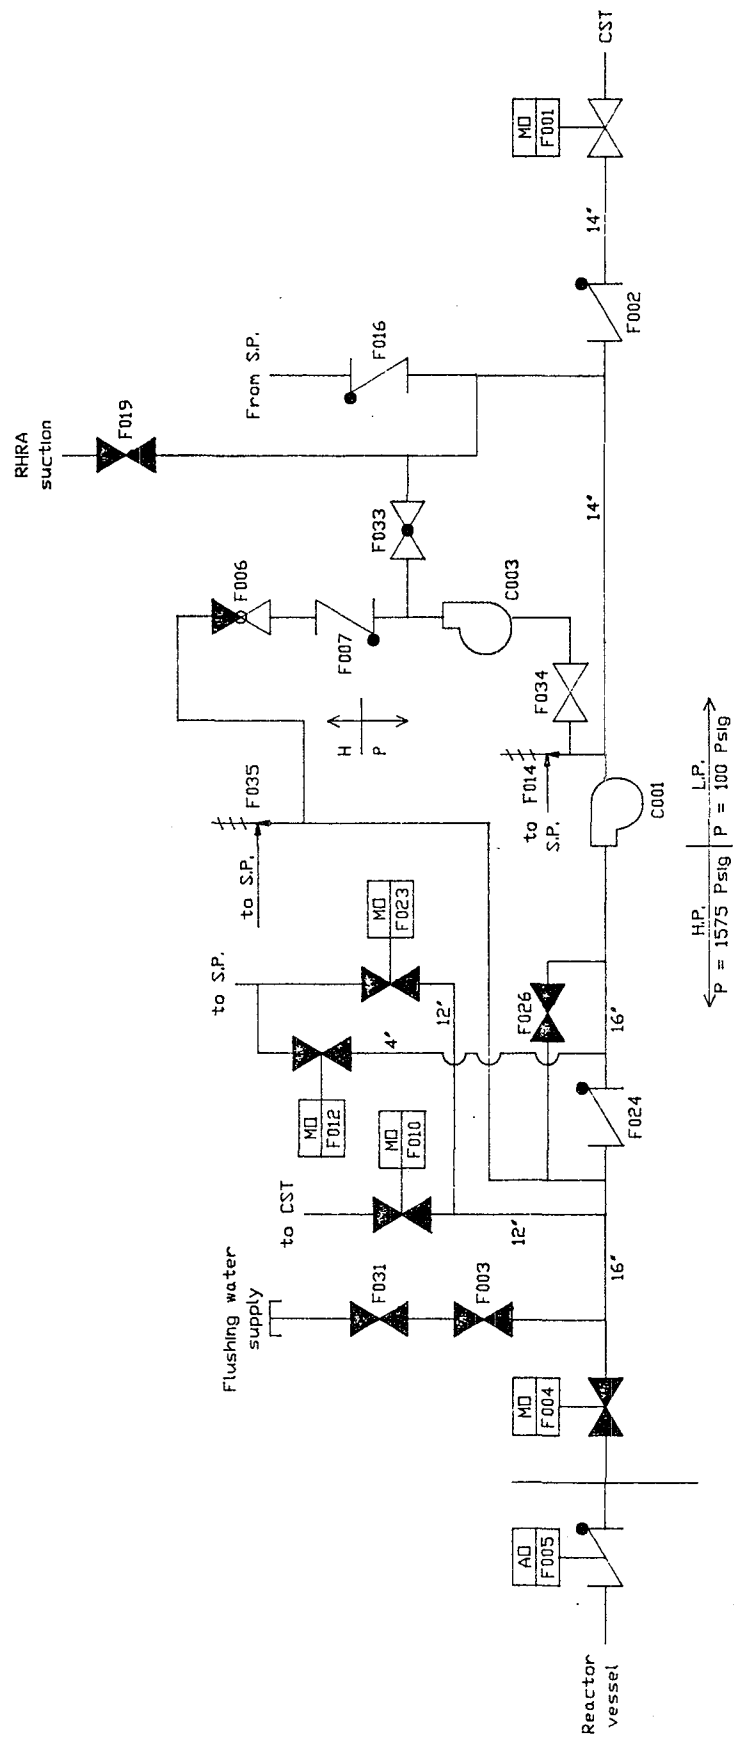 Reactor
vessel
AO
F005
MO
F004
Flushing water
supply
F031
F003
16"
to CST
MO
F010
12"
MO
F012
4"
12"
to S.P.
MO
F023
F024
16"
F026
to S.P.
F035
H
P
F006
F007
F033
C003
F034
to
S.P.
F014
C001
H.P.
P = 1575 Psig
L.P.
P = 100 Psig
RHRA
suction
F019
From S.P.
F016
14"
F002
14"
MO
F001
CST